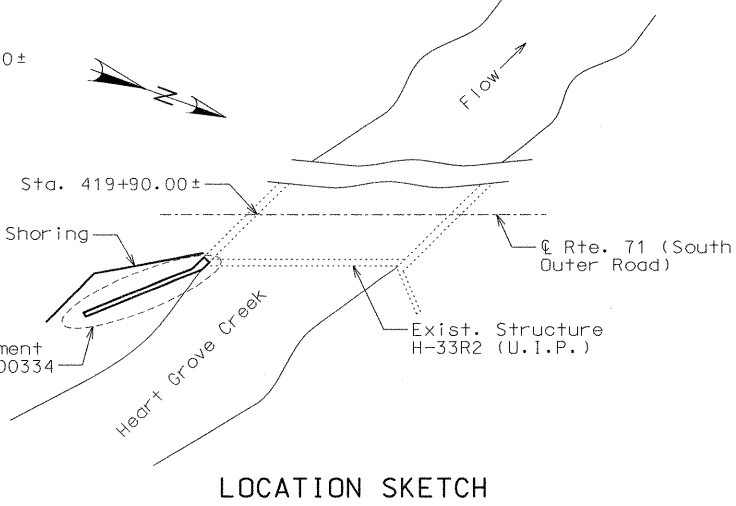 0±
N
Flow
Sta. 419+90.00±
Shoring
℄ Rte. 71 (South
Outer Road)
Exist. Structure
H-33R2 (U.I.P.)
ment
00334
Heart Grove Creek
LOCATION SKETCH